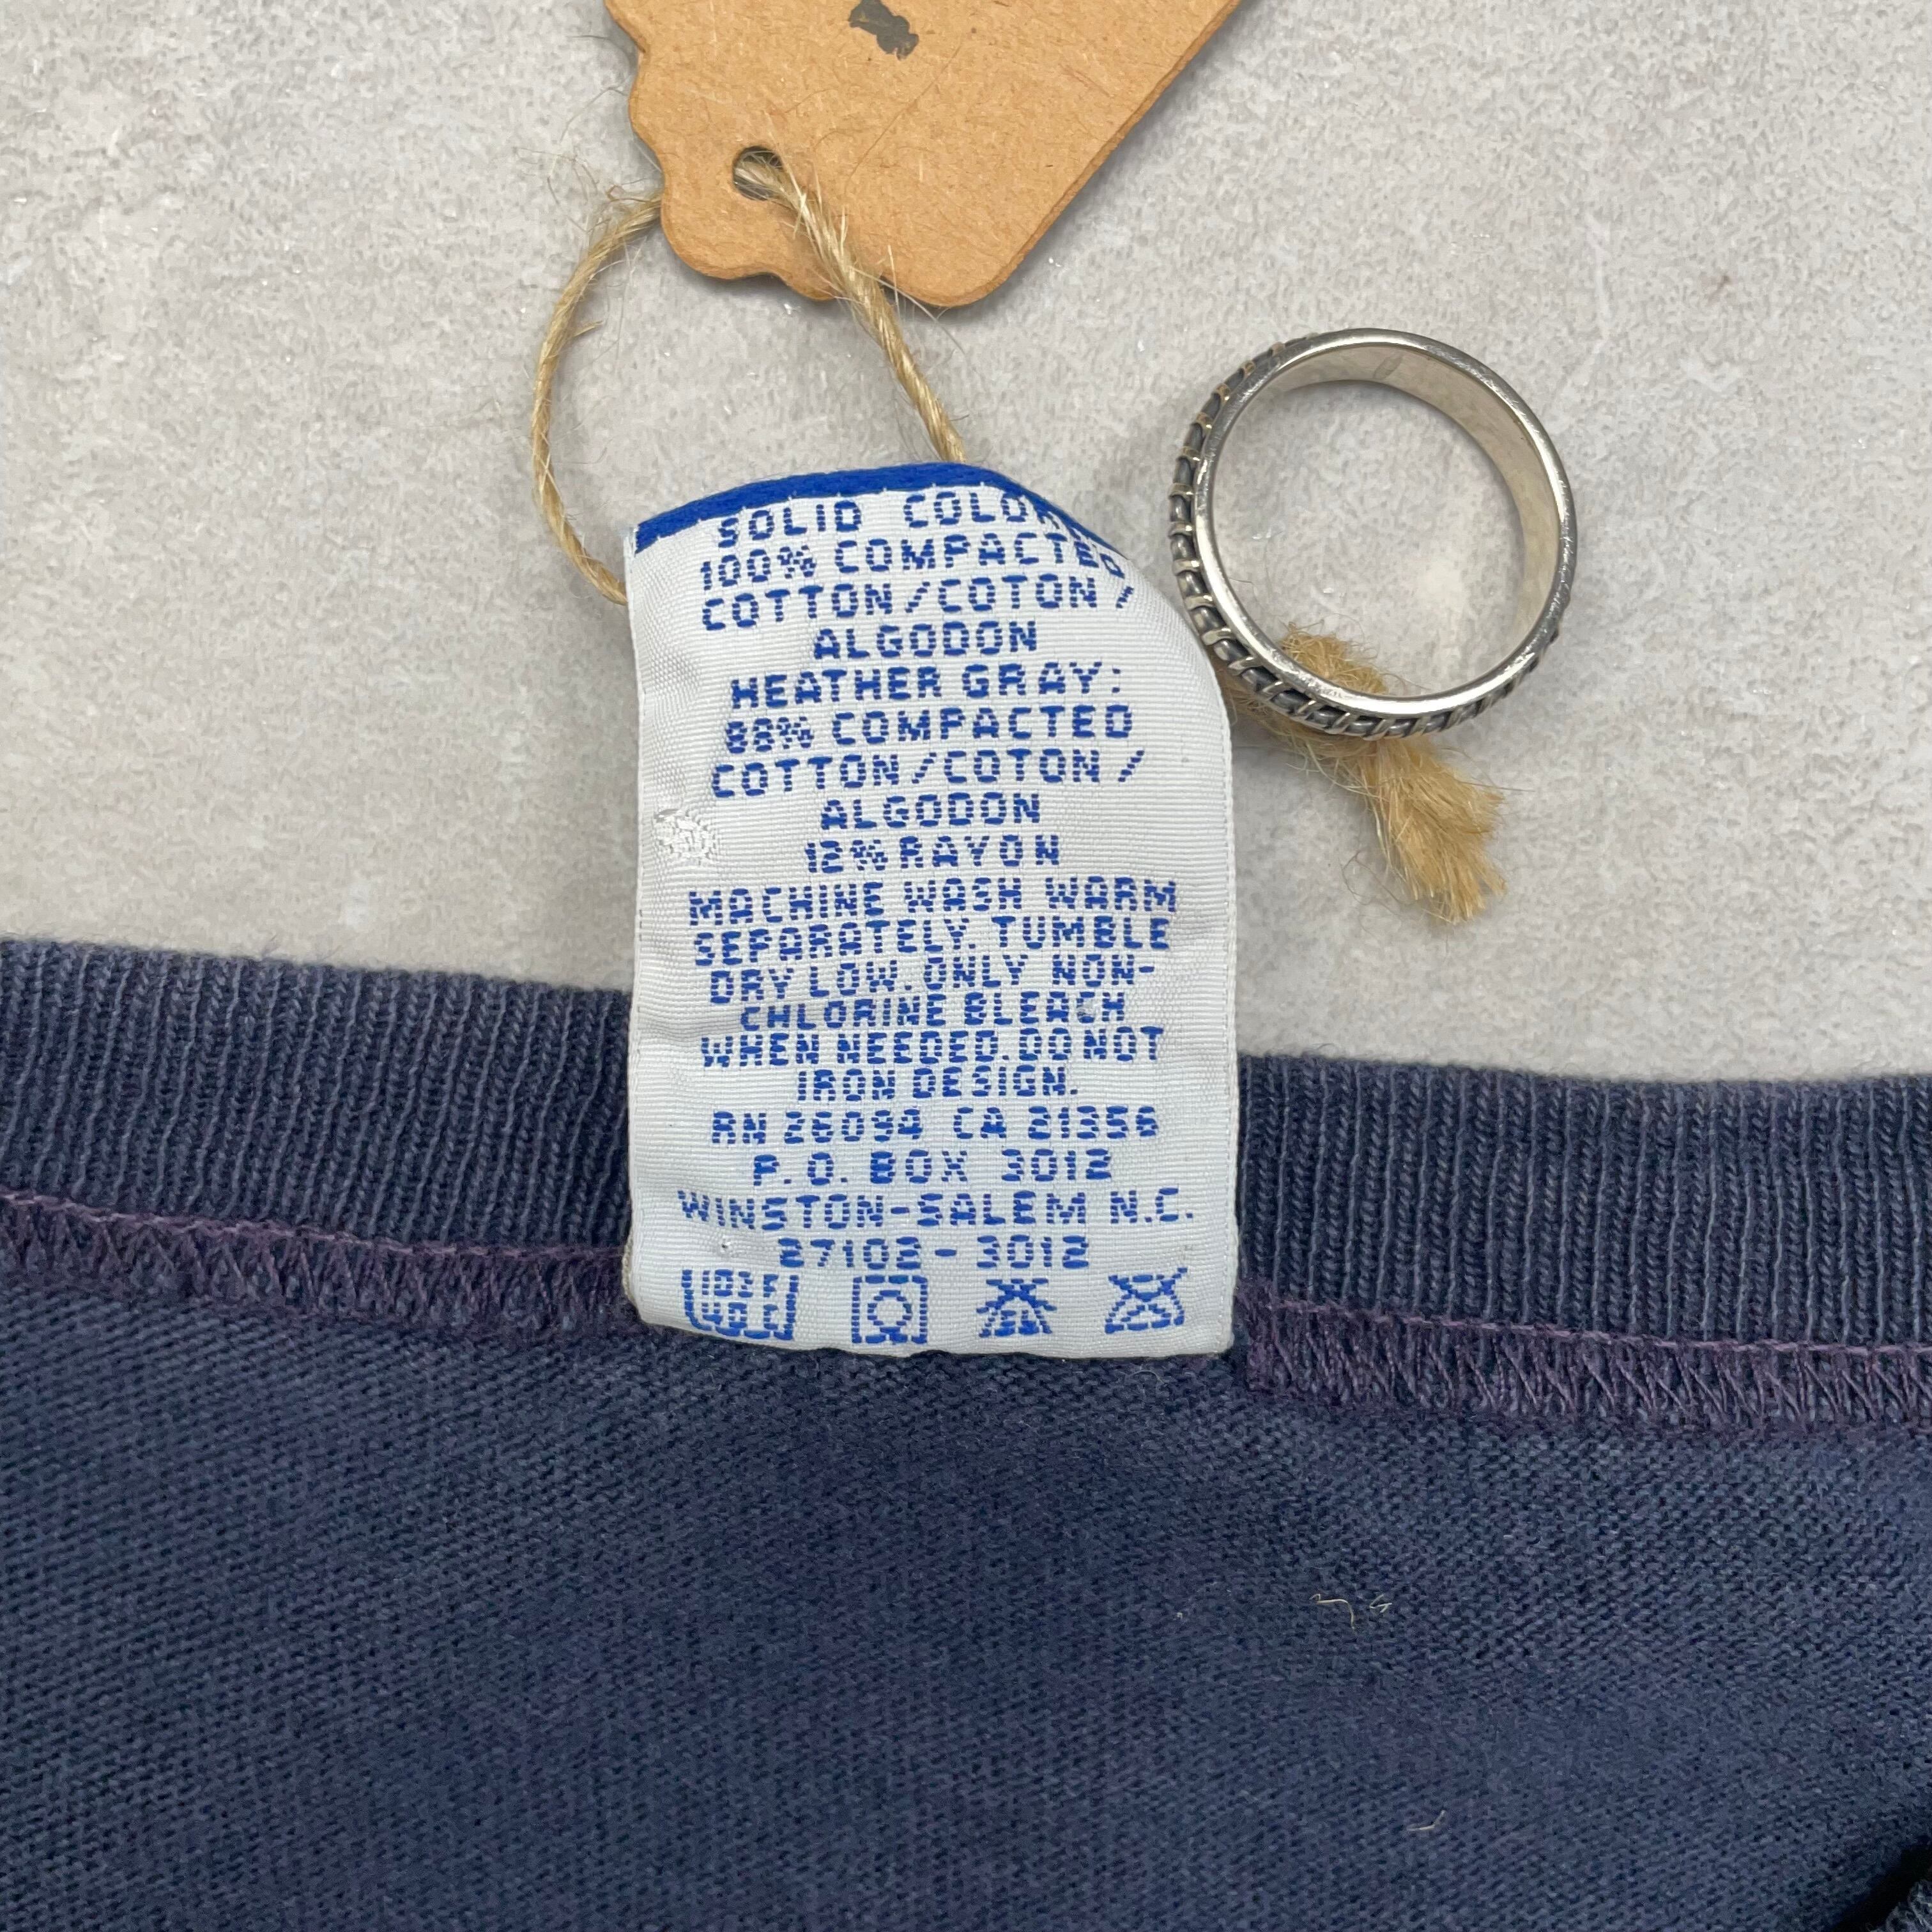 SOLID COLORED
100% COMPACTED
COTTON/COTON/
ALGODON
HEATHER GRAY:
88% COMPACTED
COTTON/COTON/
ALGODON
12% RAYON
MACHINE WASH WARM
SEPARATELY. TUMBLE
DRY LOW. ONLY NON-
CHLORINE BLEACH
WHEN NEEDED. DO NOT
IRON DESIGN.
RN 26094 CA 21356
P.O. BOX 3012
WINSTON-SALEM N.C.
27102-3012